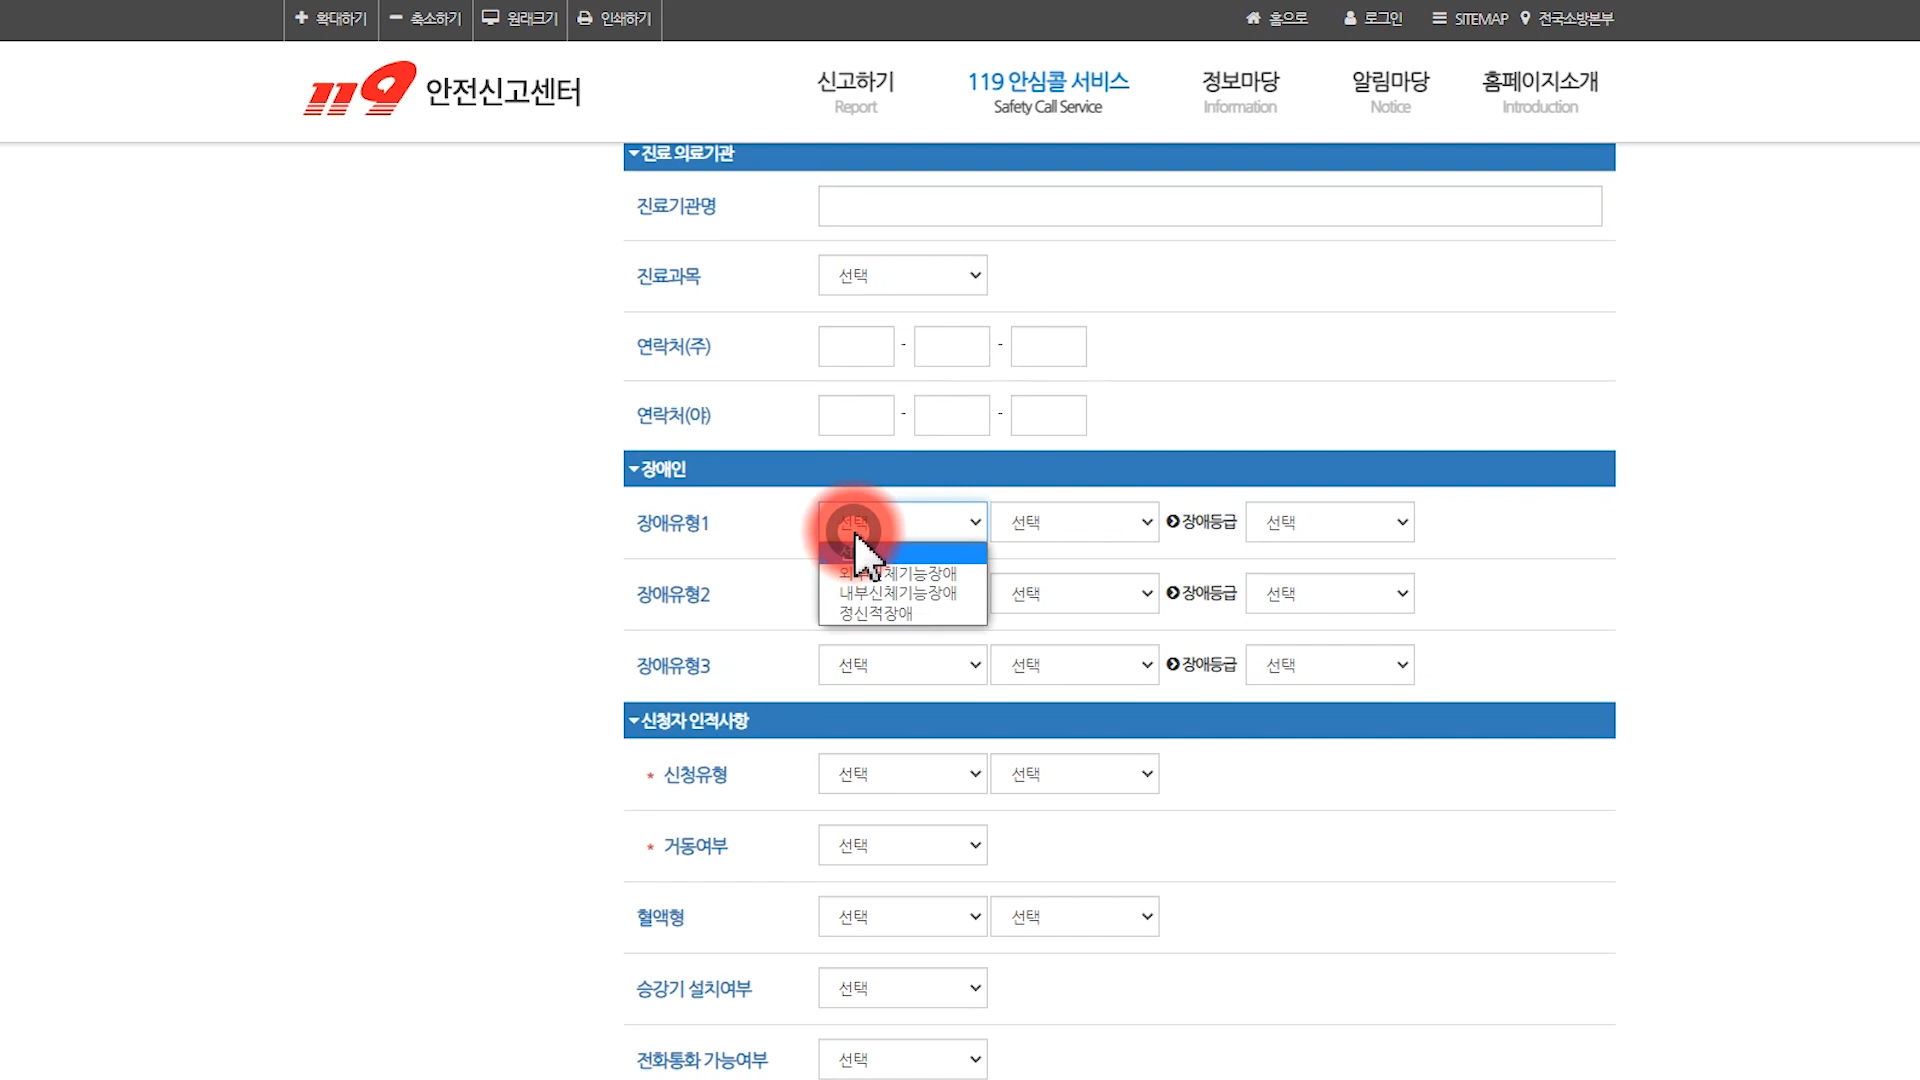 확대하기 축소하기 원래크기 인쇄하기 홈으로 로그인 SITEMAP 전국소방본부
119 안전신고센터
신고하기 119 안심콜 서비스 정보마당 알림마당 홈페이지소개
Report Safety Call Service Information Notice Introduction
진료 의료기관
진료기관명
진료과목 선택
연락처(주) - -
연락처(야) - -
장애인
장애유형1 선택 선택 장애등급 선택
외부신체기능장애
내부신체기능장애
정신적장애
장애유형2 선택 장애등급 선택
장애유형3 선택 선택 장애등급 선택
신청자 인적사항
* 신청유형 선택 선택
* 거동여부 선택
혈액형 선택 선택
승강기 설치여부 선택
전화통화 가능여부 선택